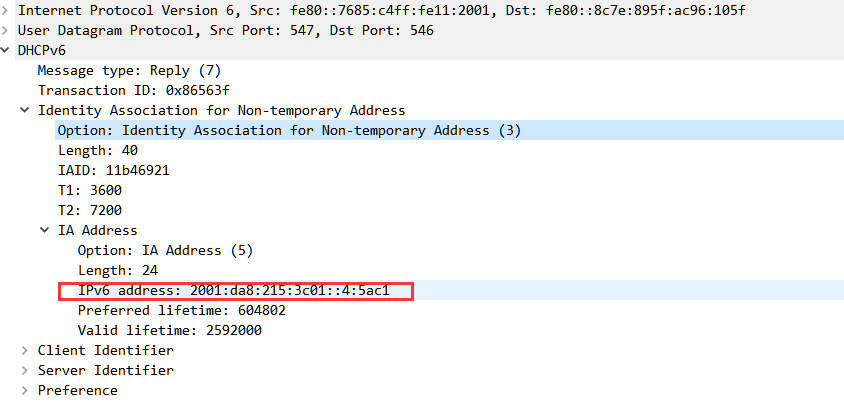 Internet Protocol Version 6, Src: fe80::7685:c4ff:fe11:2001, Dst: fe80::8c7e:895f:ac96:105f
User Datagram Protocol, Src Port: 547, Dst Port: 546
DHCPv6
Message type: Reply (7)
Transaction ID: 0x86563f
Identity Association for Non-temporary Address
Option: Identity Association for Non-temporary Address (3)
Length: 40
IAID: 11b46921
T1: 3600
T2: 7200
IA Address
Option: IA Address (5)
Length: 24
IPv6 address: 2001:da8:215:3c01::4:5ac1
Preferred lifetime: 604802
Valid lifetime: 2592000
Client Identifier
Server Identifier
Preference